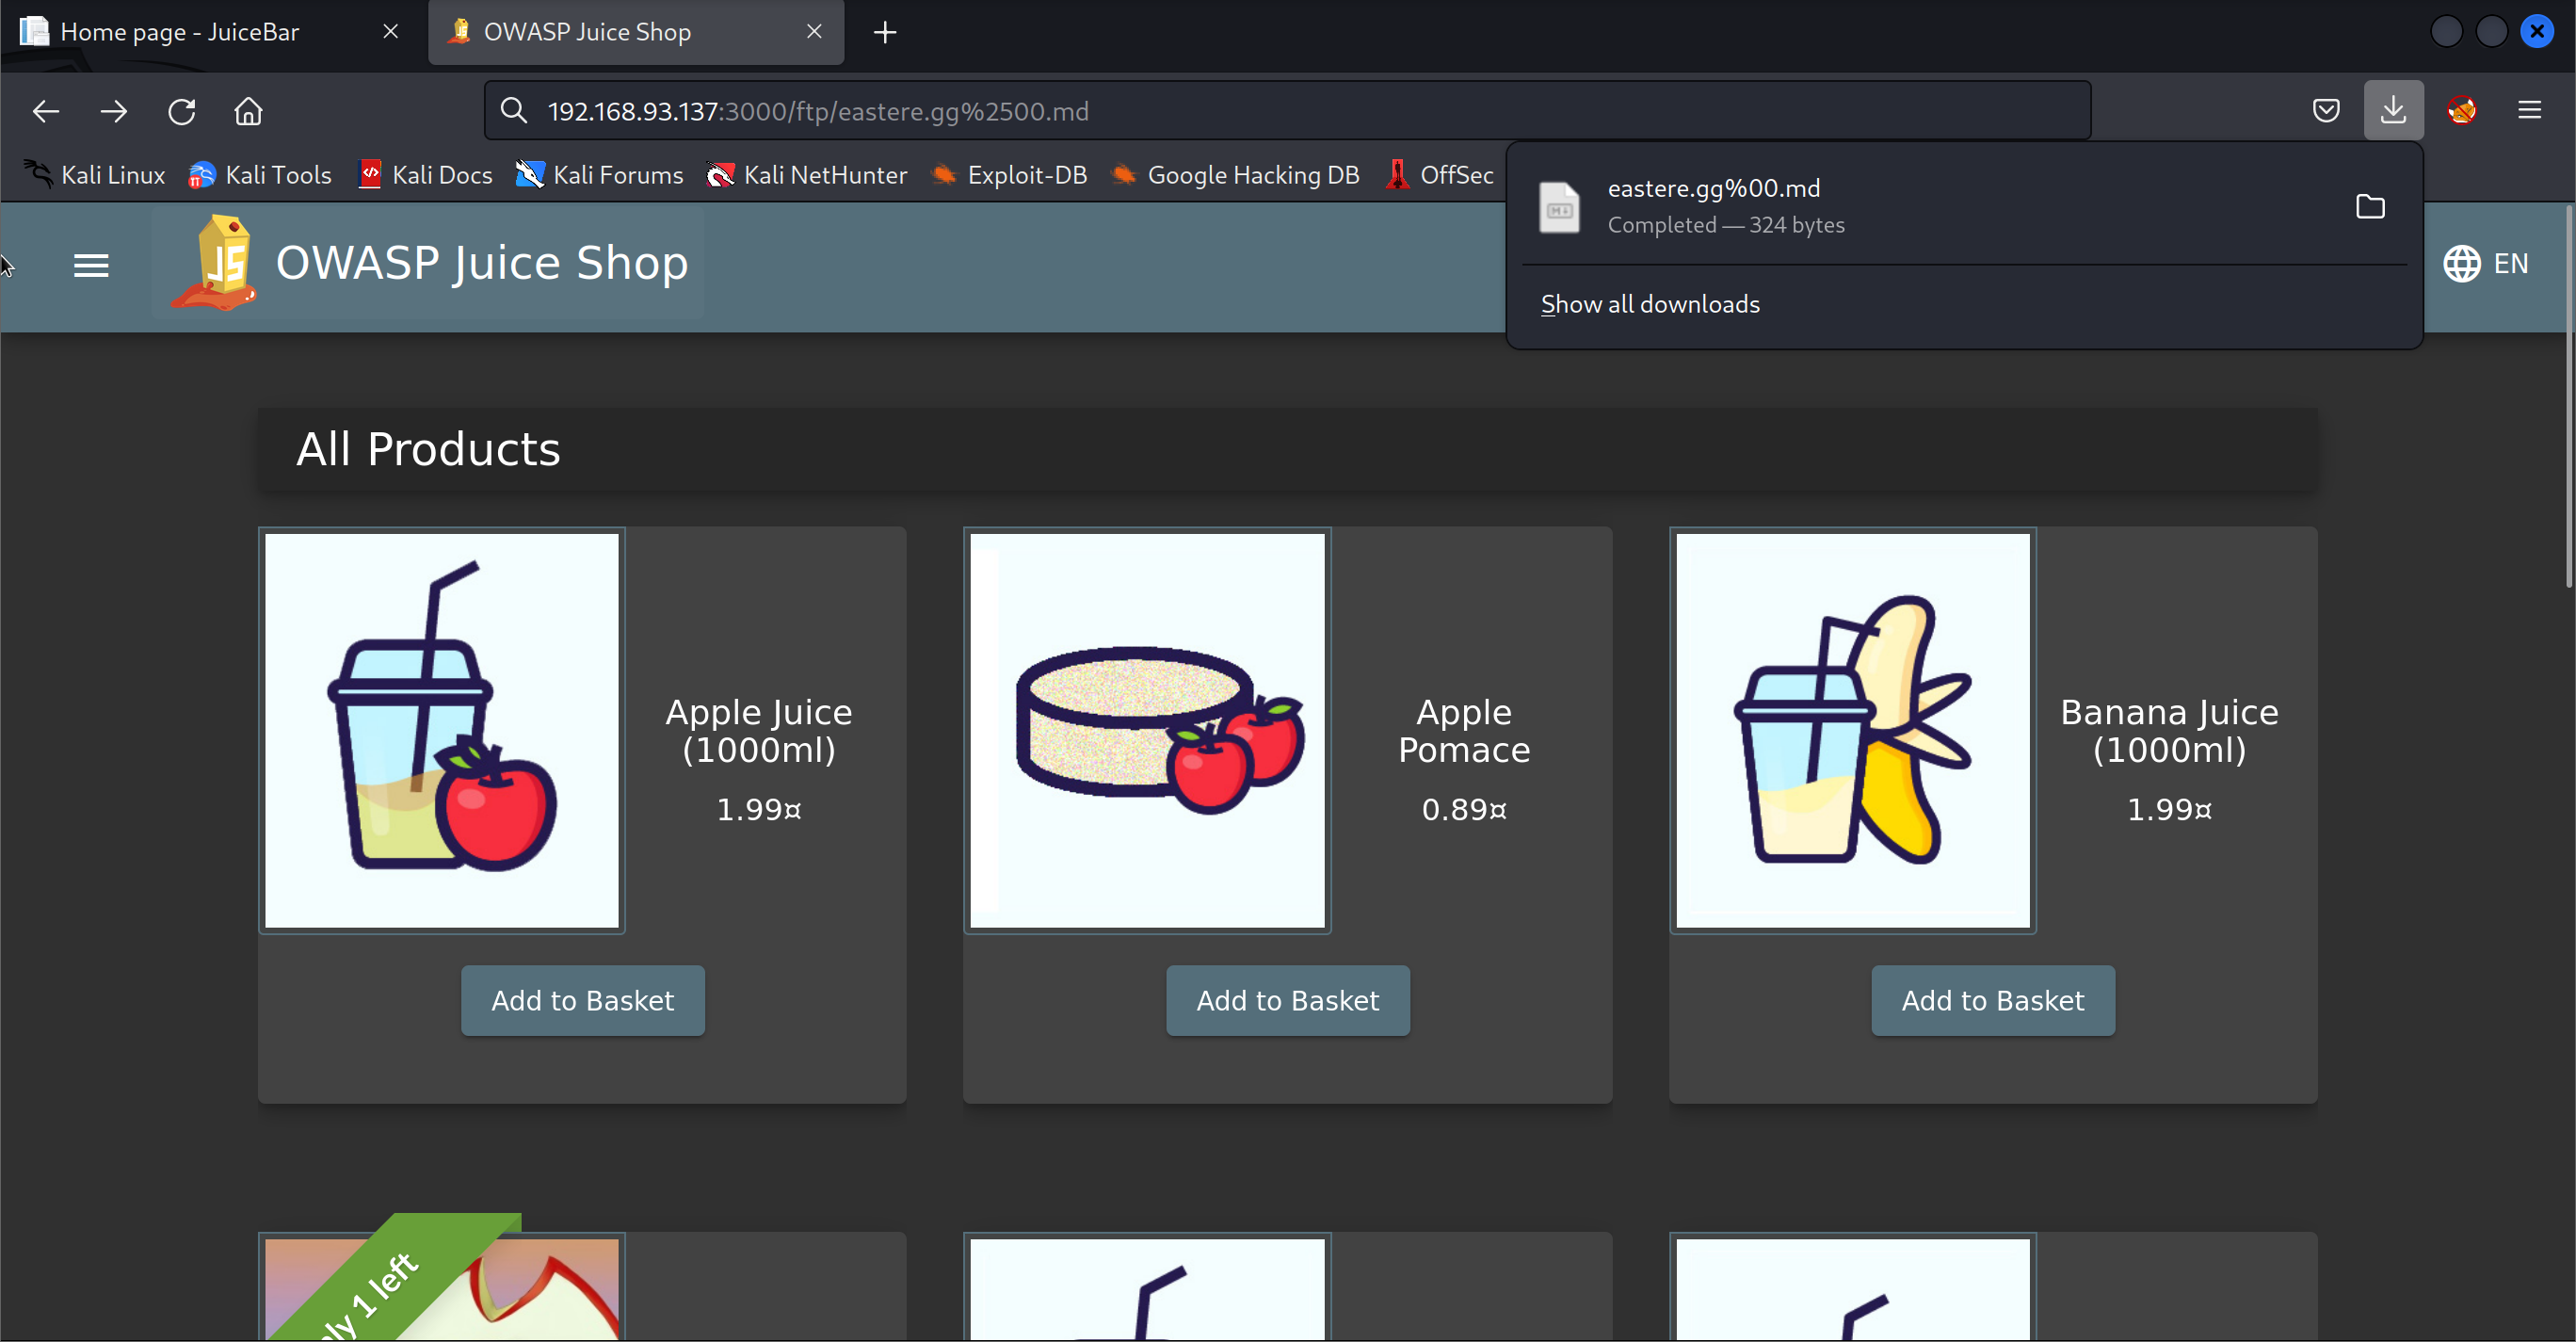 Home page - JuiceBar
OWASP Juice Shop
192.168.93.137:3000/ftp/eastere.gg%2500.md
Kali Linux
Kali Tools
Kali Docs
Kali Forums
Kali NetHunter
Exploit-DB
Google Hacking DB
OffSec
eastere.gg%00.md
Completed — 324 bytes
Show all downloads
JS
OWASP Juice Shop
EN
All Products
Apple Juice
(1000ml)
1.99¤
Add to Basket
Apple
Pomace
0.89¤
Add to Basket
Banana Juice
(1000ml)
1.99¤
Add to Basket
1 left